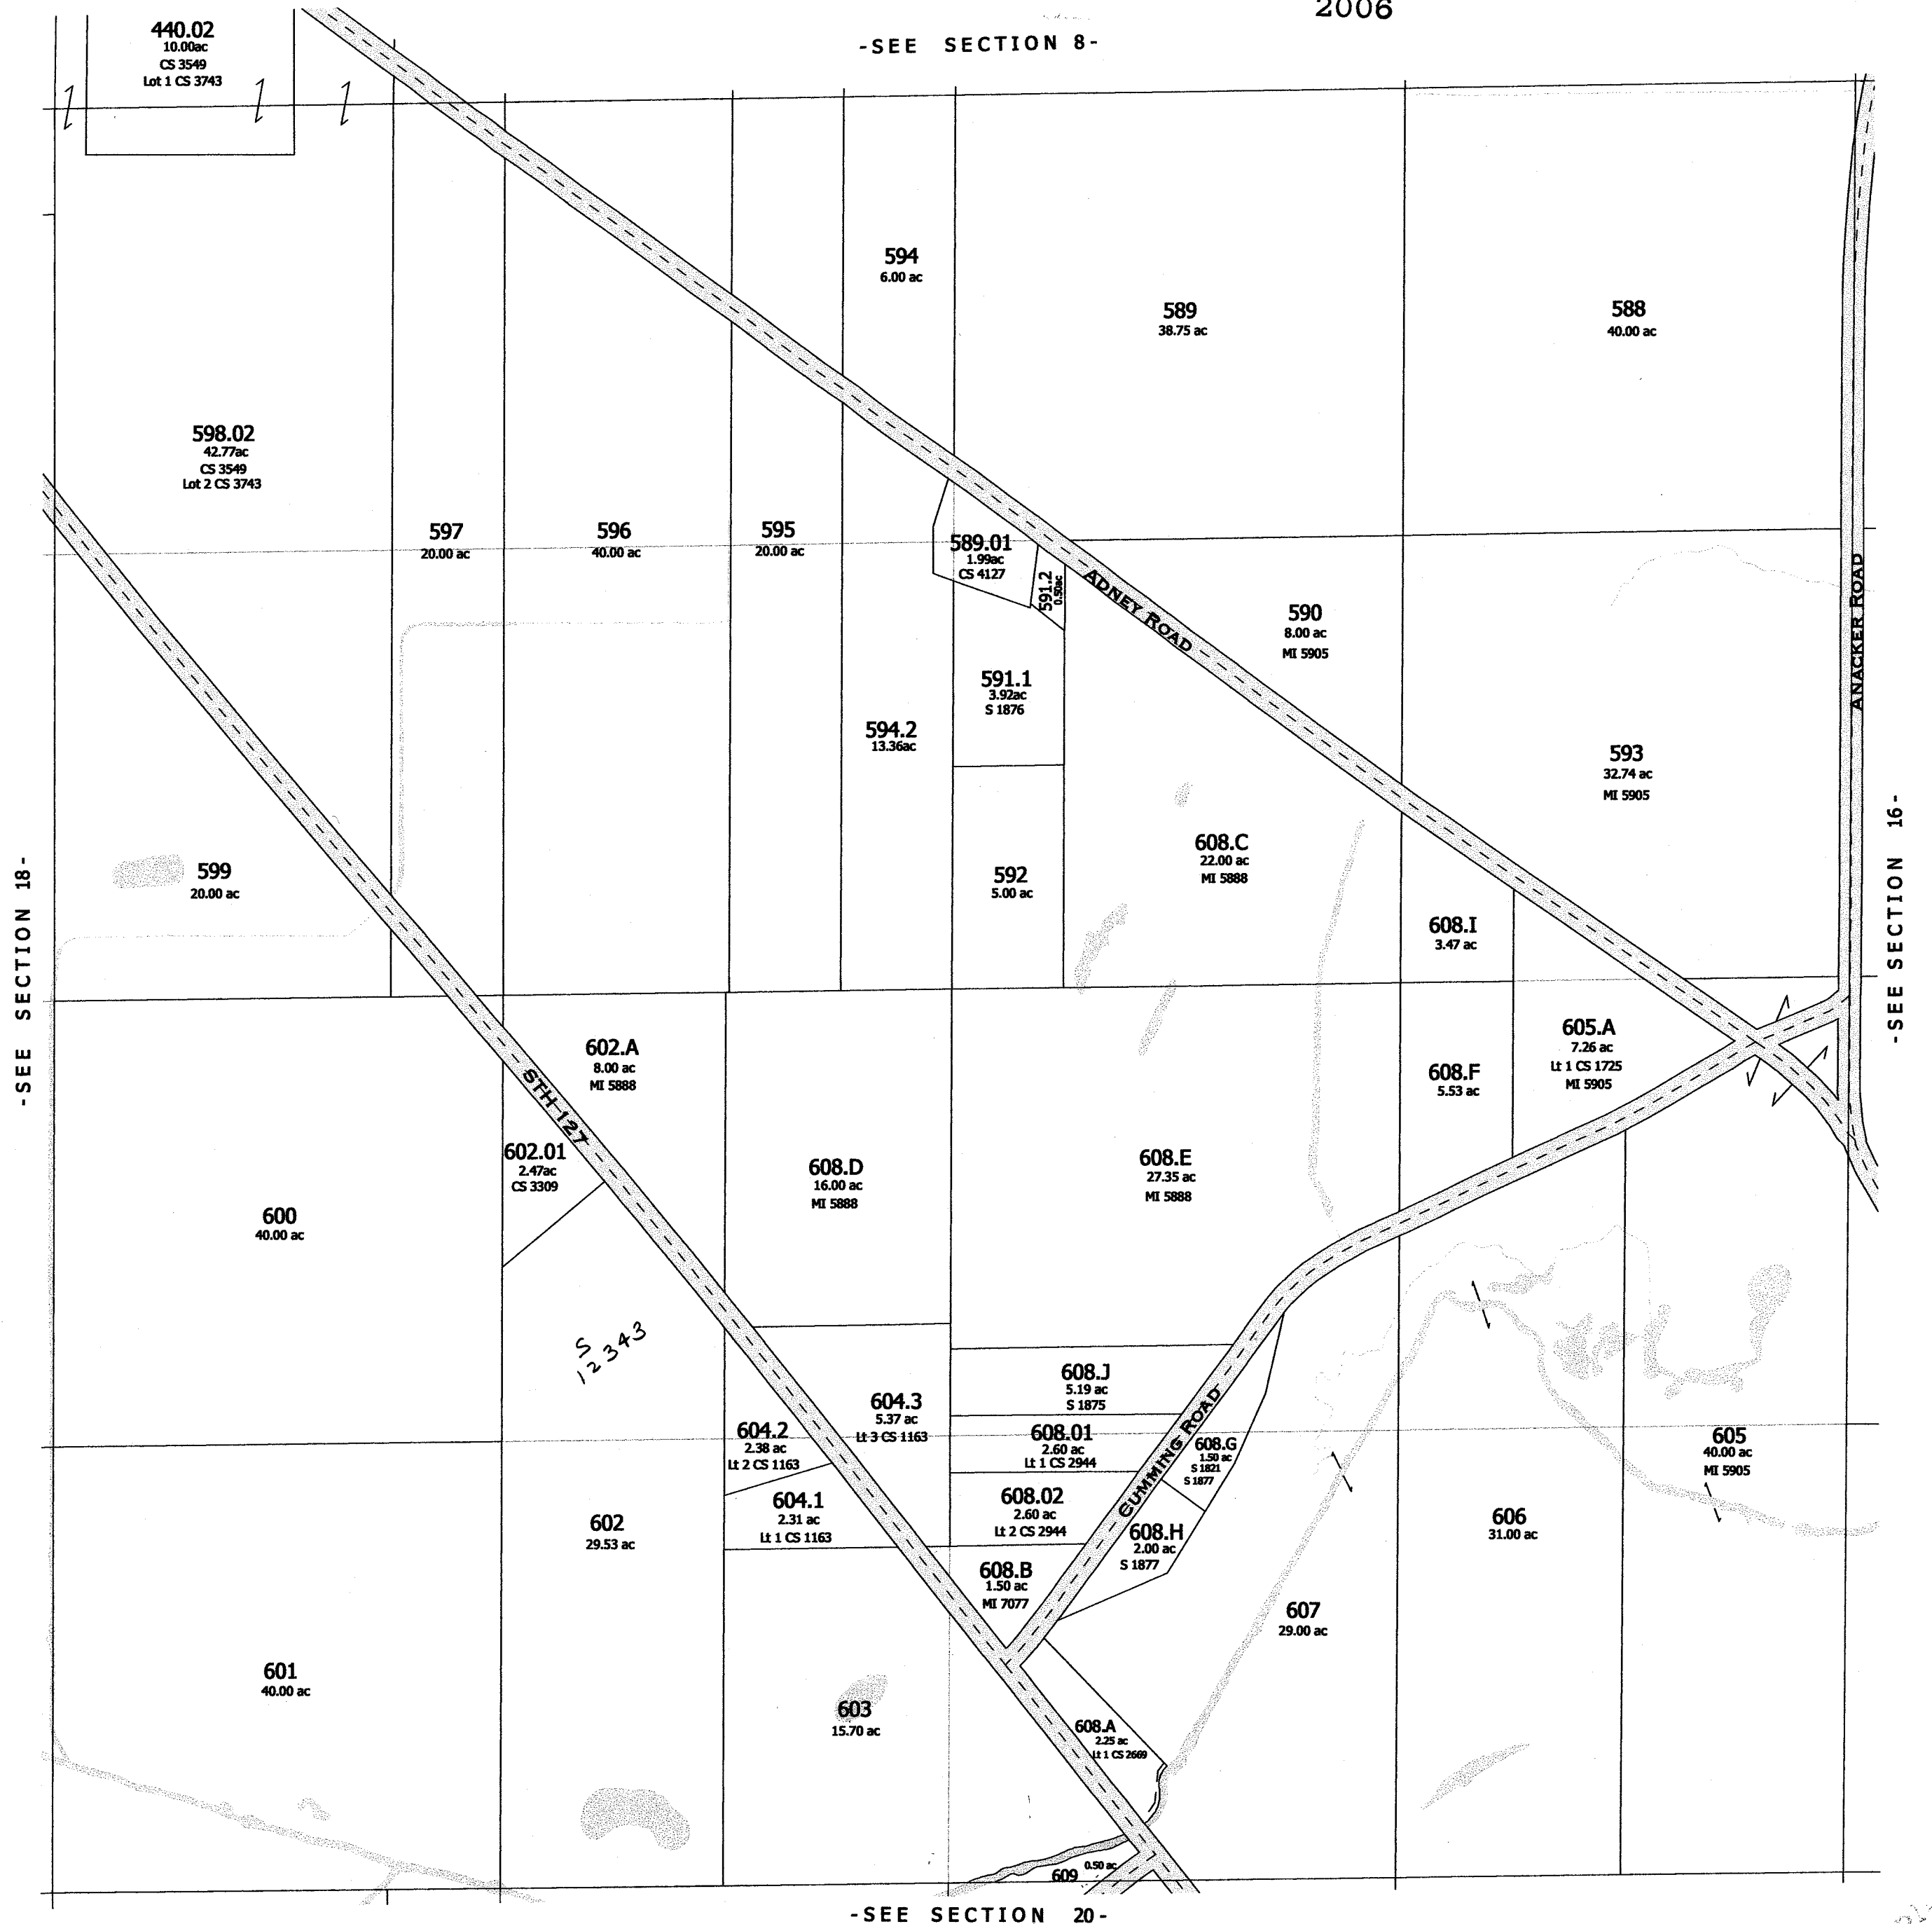 2006
-SEE SECTION 8-
440.02
10.00ac
CS 3549
Lot 1 CS 3743
594
6.00 ac
589
38.75 ac
588
40.00 ac
598.02
42.77ac
CS 3549
Lot 2 CS 3743
597
20.00 ac
596
40.00 ac
595
20.00 ac
589.01
1.99ac
CS 4127
591.2
0.50ac
ADNEY ROAD
590
8.00 ac
MI 5905
ANACKER ROAD
591.1
3.92ac
S 1876
594.2
13.36ac
593
32.74 ac
MI 5905
-SEE SECTION 18-
599
20.00 ac
592
5.00 ac
608.C
22.00 ac
MI 5888
608.I
3.47 ac
-SEE SECTION 16-
602.A
8.00 ac
MI 5888
STH 127
602.01
2.47ac
CS 3309
600
40.00 ac
608.D
16.00 ac
MI 5888
608.E
27.35 ac
MI 5888
608.F
5.53 ac
605.A
7.26 ac
Lt 1 CS 1725
MI 5905
S
12343
604.3
5.37 ac
Lt 3 CS 1163
604.2
2.38 ac
Lt 2 CS 1163
604.1
2.31 ac
Lt 1 CS 1163
608.J
5.19 ac
S 1875
608.01
2.60 ac
Lt 1 CS 2944
608.02
2.60 ac
Lt 2 CS 2944
CUMMING ROAD
608.G
1.50 ac
S 1821
S 1877
608.H
2.00 ac
S 1877
608.B
1.50 ac
MI 7077
605
40.00 ac
MI 5905
606
31.00 ac
602
29.53 ac
607
29.00 ac
601
40.00 ac
603
15.70 ac
608.A
2.25 ac
Lt 1 CS 2669
609
0.50 ac
-SEE SECTION 20-